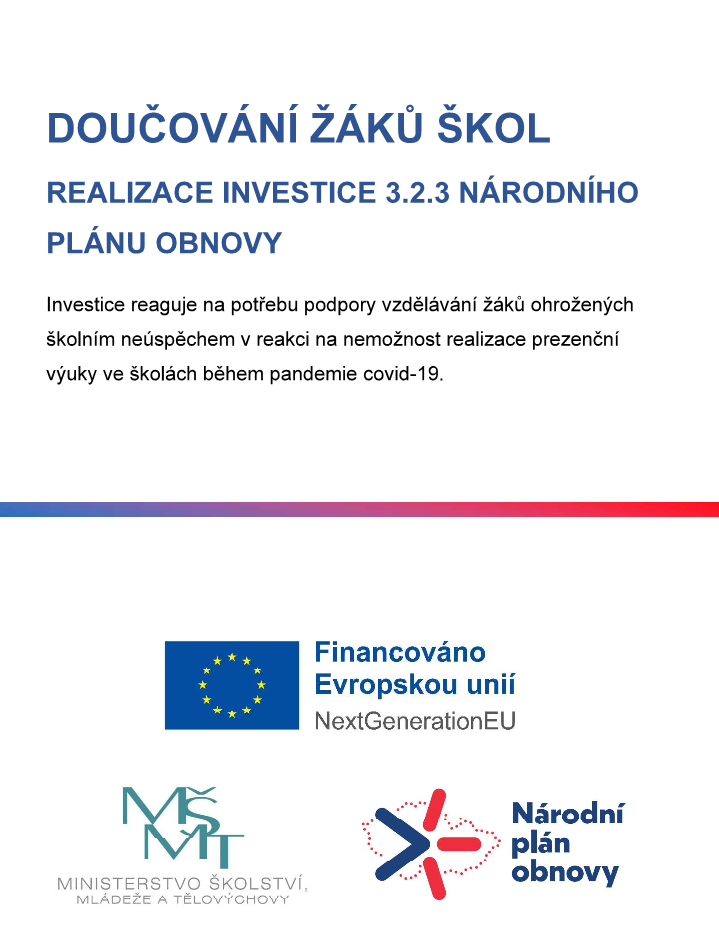 DOUČOVÁNÍ ŽÁKŮ ŠKOL
REALIZACE INVESTICE 3.2.3 NÁRODNÍHO
PLÁNU OBNOVY
Investice reaguje na potřebu podpory vzdělávání žáků ohrožených
školním neúspěchem v reakci na nemožnost realizace prezenční
výuky ve školách během pandemie covid-19.
Financováno
Evropskou unií
NextGenerationEU
MŠ
MT
MINISTERSTVO ŠKOLSTVÍ,
MLÁDEŽE A TĚLOVÝCHOVY
Národní
plán
obnovy